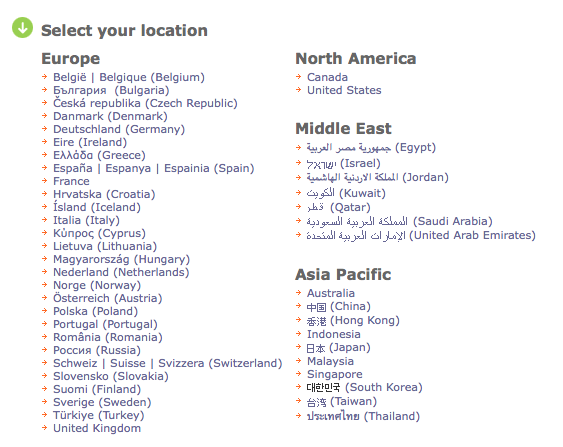 Select your location
Europe
België | Belgique (Belgium)
България (Bulgaria)
Česká republika (Czech Republic)
Danmark (Denmark)
Deutschland (Germany)
Eire (Ireland)
Ελλάδα (Greece)
España | Espanya | Espainia (Spain)
France
Hrvatska (Croatia)
Ísland (Iceland)
Italia (Italy)
Κύπρος (Cyprus)
Lietuva (Lithuania)
Magyarország (Hungary)
Nederland (Netherlands)
Norge (Norway)
Österreich (Austria)
Polska (Poland)
Portugal (Portugal)
România (Romania)
Россия (Russia)
Schweiz | Suisse | Svizzera (Switzerland)
Slovensko (Slovakia)
Suomi (Finland)
Sverige (Sweden)
Türkiye (Turkey)
United Kingdom
North America
Canada
United States
Middle East
جمهورية مصر العربية (Egypt)
ישראל (Israel)
المملكة الاردنية الهاشمية (Jordan)
الكويت (Kuwait)
قطر (Qatar)
المملكة العربية السعودية (Saudi Arabia)
الإمارات العربية المتحدة (United Arab Emirates)
Asia Pacific
Australia
中国 (China)
香港 (Hong Kong)
Indonesia
日本 (Japan)
Malaysia
Singapore
대한민국 (South Korea)
台湾 (Taiwan)
ประเทศไทย (Thailand)